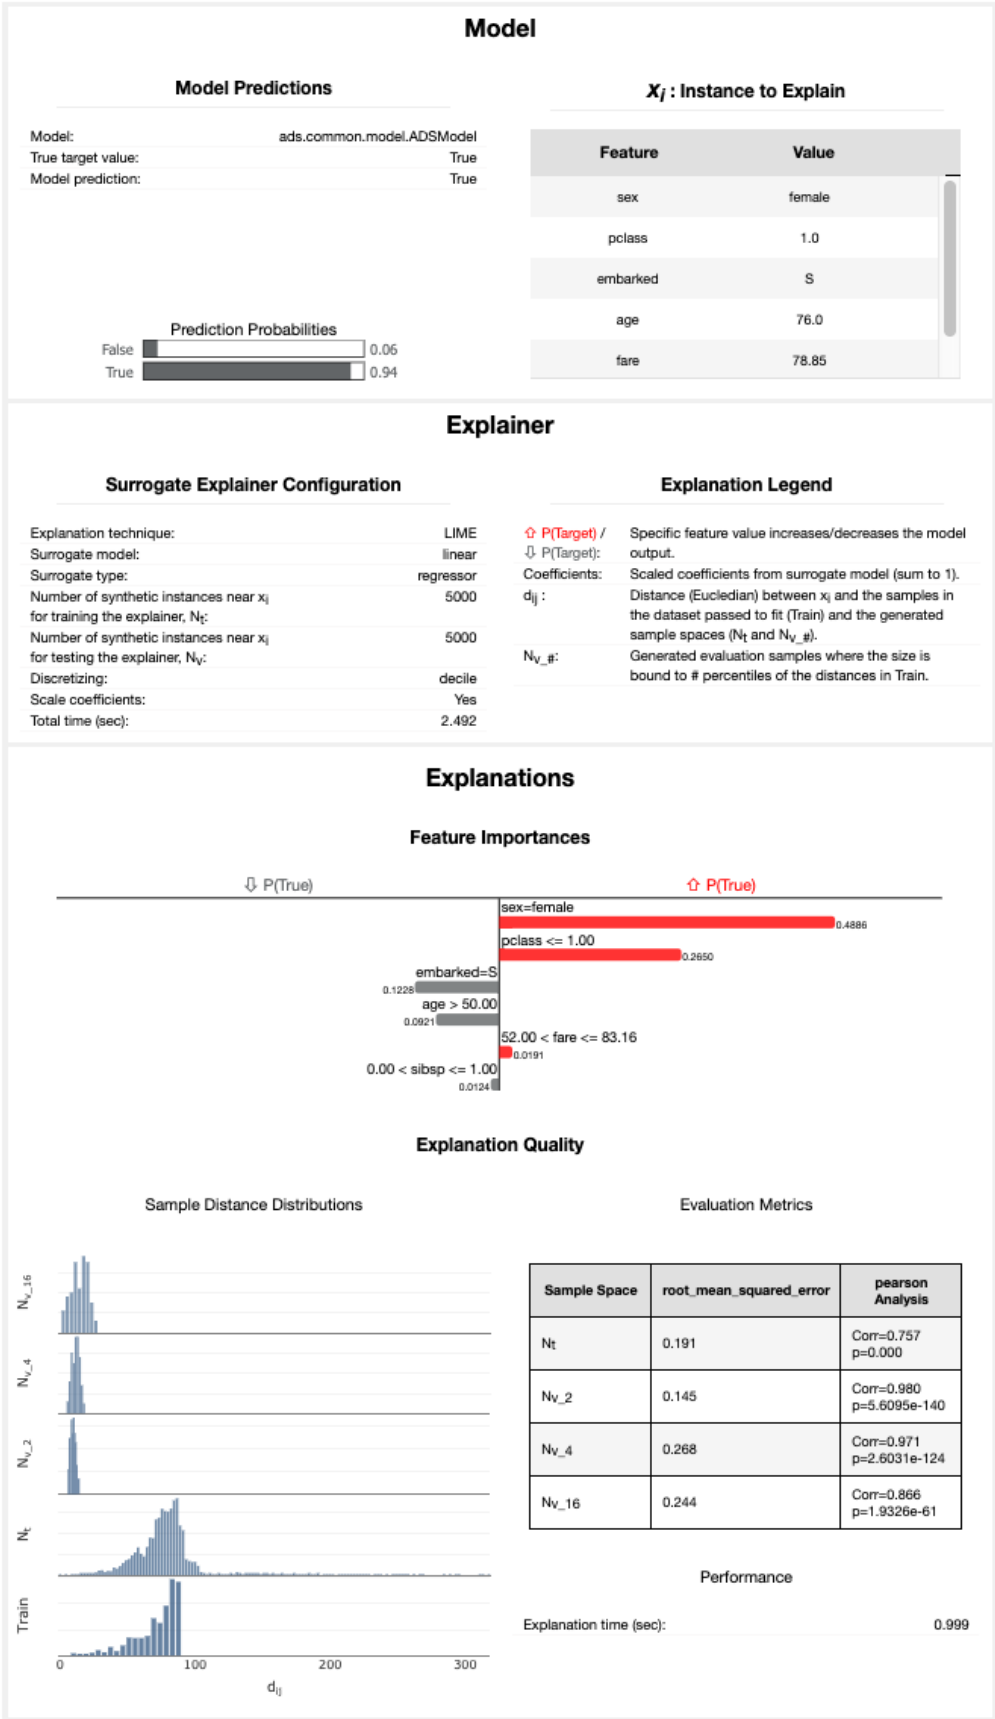 Model
Model Predictions
Model: ads.common.model.ADSModel
True target value: True
Model prediction: True
Prediction Probabilities
False 0.06
True 0.94
Xi : Instance to Explain
Feature Value
sex female
pclass 1.0
embarked S
age 76.0
fare 78.85
Explainer
Surrogate Explainer Configuration
Explanation technique: LIME
Surrogate model: linear
Surrogate type: regressor
Number of synthetic instances near xi 5000
for training the explainer, Nt:
Number of synthetic instances near xi 5000
for testing the explainer, Nv:
Discretizing: decile
Scale coefficients: Yes
Total time (sec): 2.492
Explanation Legend
⇧ P(Target) / Specific feature value increases/decreases the model
⇩ P(Target): output.
Coefficients: Scaled coefficients from surrogate model (sum to 1).
dij : Distance (Eucledian) between xi and the samples in
the dataset passed to fit (Train) and the generated
sample spaces (Nt and Nv_#).
Nv_#: Generated evaluation samples where the size is
bound to # percentiles of the distances in Train.
Explanations
Feature Importances
⇩ P(True) ⇧ P(True)
sex=female
0.4886
pclass <= 1.00
0.2650
embarked=S
0.1228
age > 50.00
0.0921
52.00 < fare <= 83.16
0.0191
0.00 < sibsp <= 1.00
0.0124
Explanation Quality
Sample Distance Distributions
Nv_16
Nv_4
Nv_2
Nt
Train
0 100 200 300
dij
Evaluation Metrics
Sample Space root_mean_squared_error pearson
Analysis
Nt 0.191 Corr=0.757
p=0.000
Nv_2 0.145 Corr=0.980
p=5.6095e-140
Nv_4 0.268 Corr=0.971
p=2.6031e-124
Nv_16 0.244 Corr=0.866
p=1.9326e-61
Performance
Explanation time (sec): 0.999